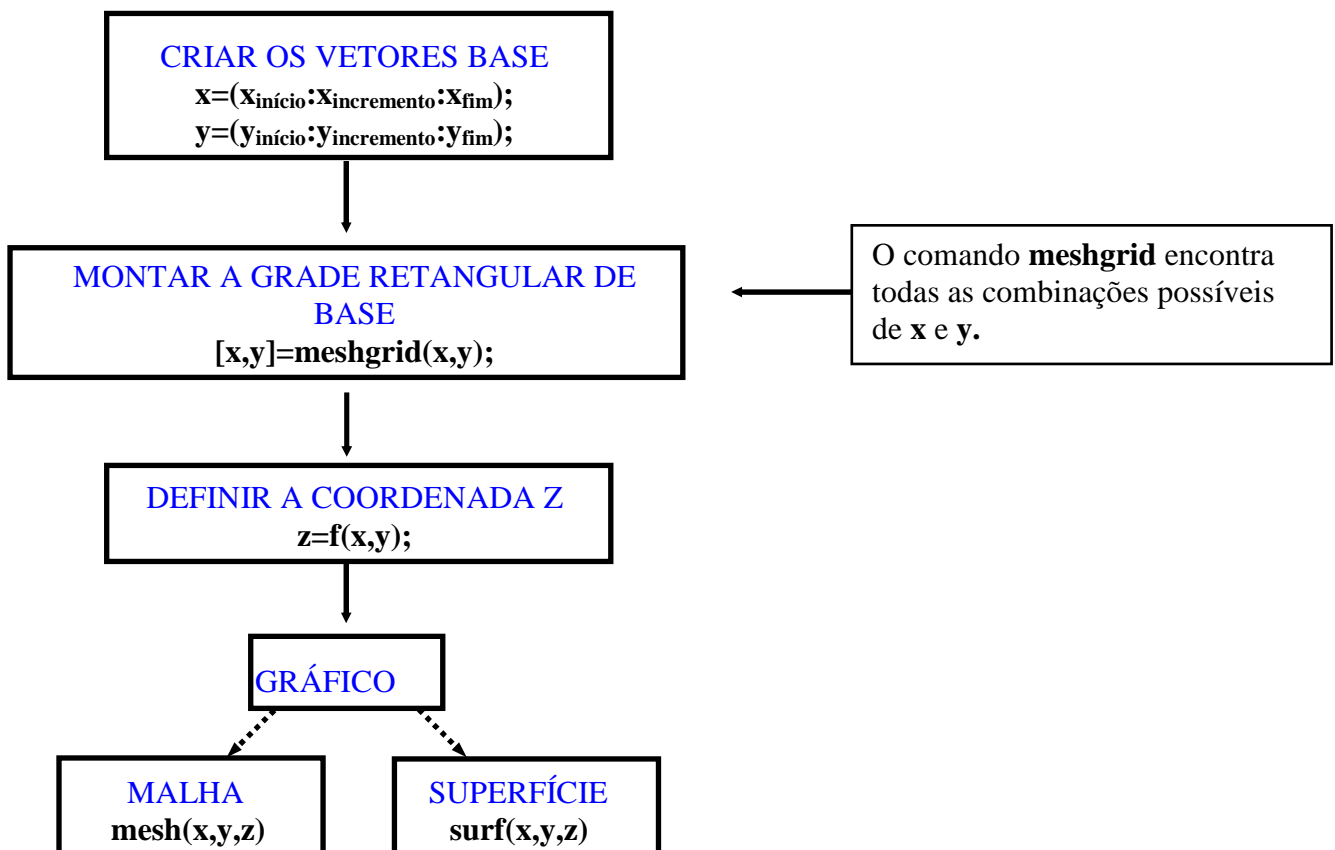 CRIAR OS VETORES BASE
x=(xinício:xincremento:xfim);
y=(yinício:yincremento:yfim);
MONTAR A GRADE RETANGULAR DE
BASE
[x,y]=meshgrid(x,y);
O comando meshgrid encontra
todas as combinações possíveis
de x e y.
DEFINIR A COORDENADA Z
z=f(x,y);
GRÁFICO
MALHA
mesh(x,y,z)
SUPERFÍCIE
surf(x,y,z)